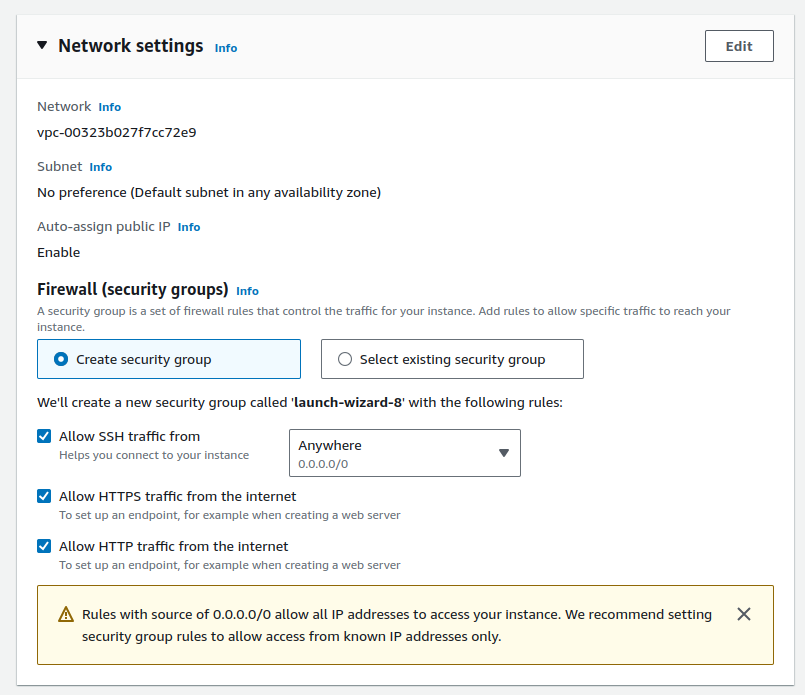 Network settings Info
Edit
Network Info
vpc-00323b027f7cc72e9
Subnet Info
No preference (Default subnet in any availability zone)
Auto-assign public IP Info
Enable
Firewall (security groups) Info
A security group is a set of firewall rules that control the traffic for your instance. Add rules to allow specific traffic to reach your
instance.
Create security group
Select existing security group
We'll create a new security group called 'launch-wizard-8' with the following rules:
Allow SSH traffic from
Helps you connect to your instance
Anywhere
0.0.0.0/0
Allow HTTPS traffic from the internet
To set up an endpoint, for example when creating a web server
Allow HTTP traffic from the internet
To set up an endpoint, for example when creating a web server
Rules with source of 0.0.0.0/0 allow all IP addresses to access your instance. We recommend setting
security group rules to allow access from known IP addresses only.